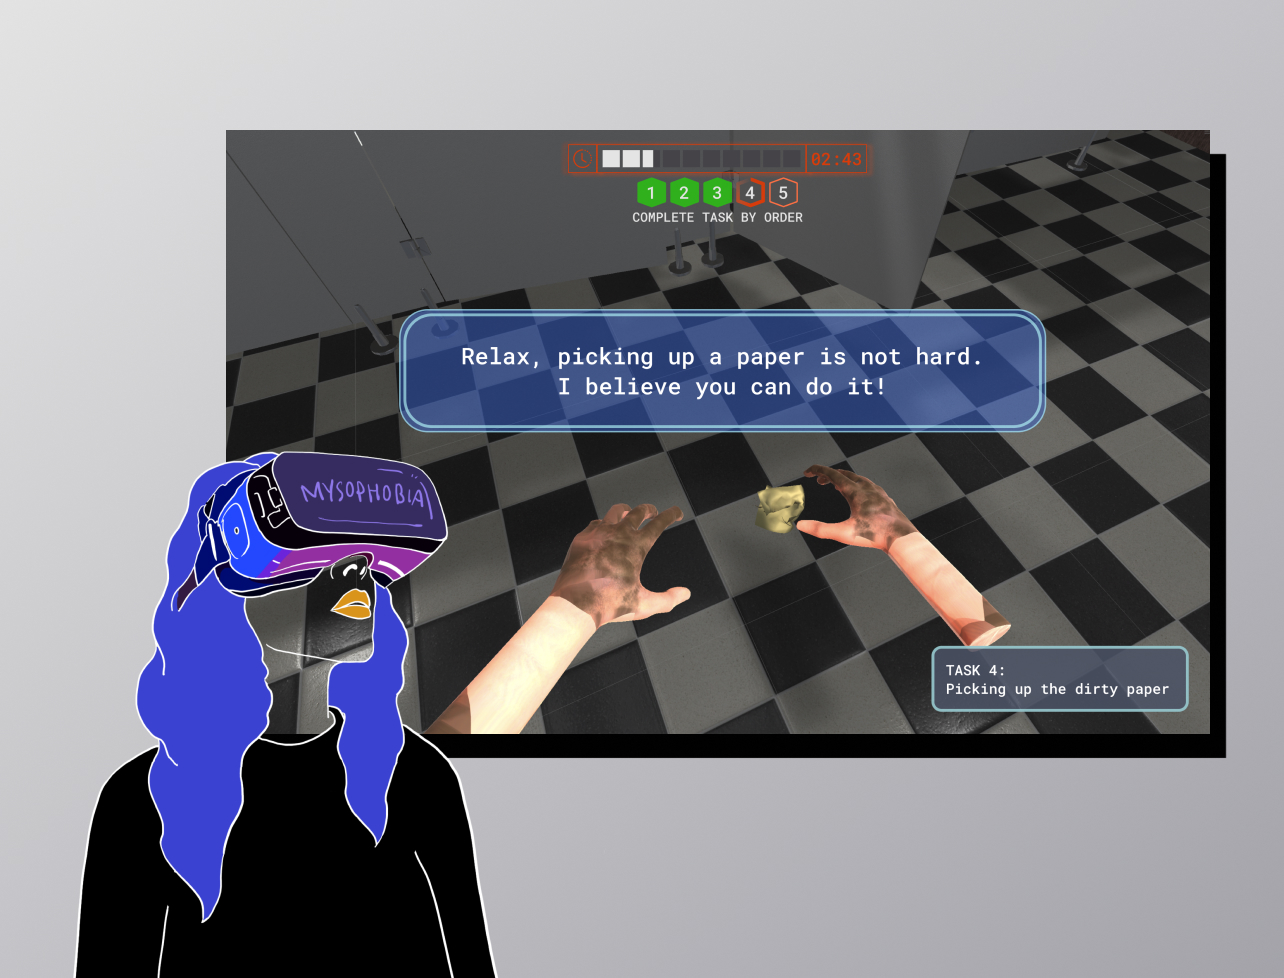 02:43
1 2 3 4 5
COMPLETE TASK BY ORDER
Relax, picking up a paper is not hard.
I believe you can do it!
MYSOPHOBIA
TASK 4:
Picking up the dirty paper